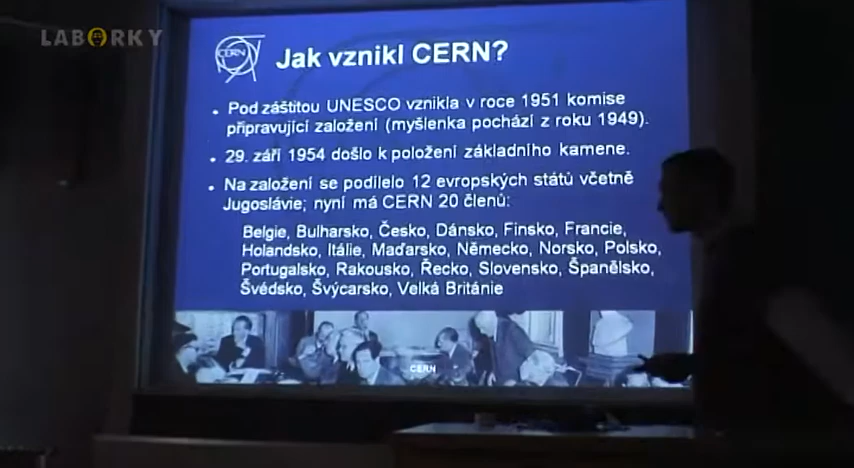 LABORKY
CERN
Jak vznikl CERN?
• Pod záštitou UNESCO vznikla v roce 1951 komise
připravující založení (myšlenka pochází z roku 1949).
• 29. září 1954 došlo k položení základního kamene.
• Na založení se podílelo 12 evropských států včetně
Jugoslávie; nyní má CERN 20 členů:
Belgie, Bulharsko, Česko, Dánsko, Finsko, Francie,
Holandsko, Itálie, Maďarsko, Německo, Norsko, Polsko,
Portugalsko, Rakousko, Řecko, Slovensko, Španělsko,
Švédsko, Švýcarsko, Velká Británie
CERN